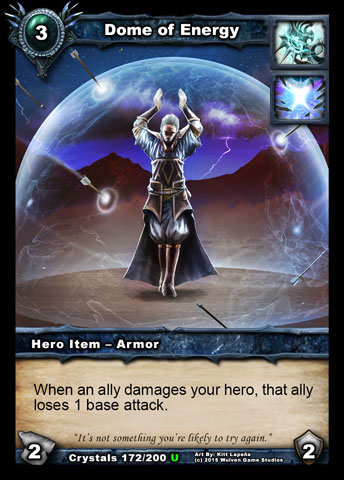 3
Dome of Energy
Hero Item – Armor
When an ally damages your hero, that ally
loses 1 base attack.
"It's not something you're likely to try again."
2
Crystals 172/200 U
Art By: Kitt Lapeña
(c) 2015 Wulven Game Studios
2